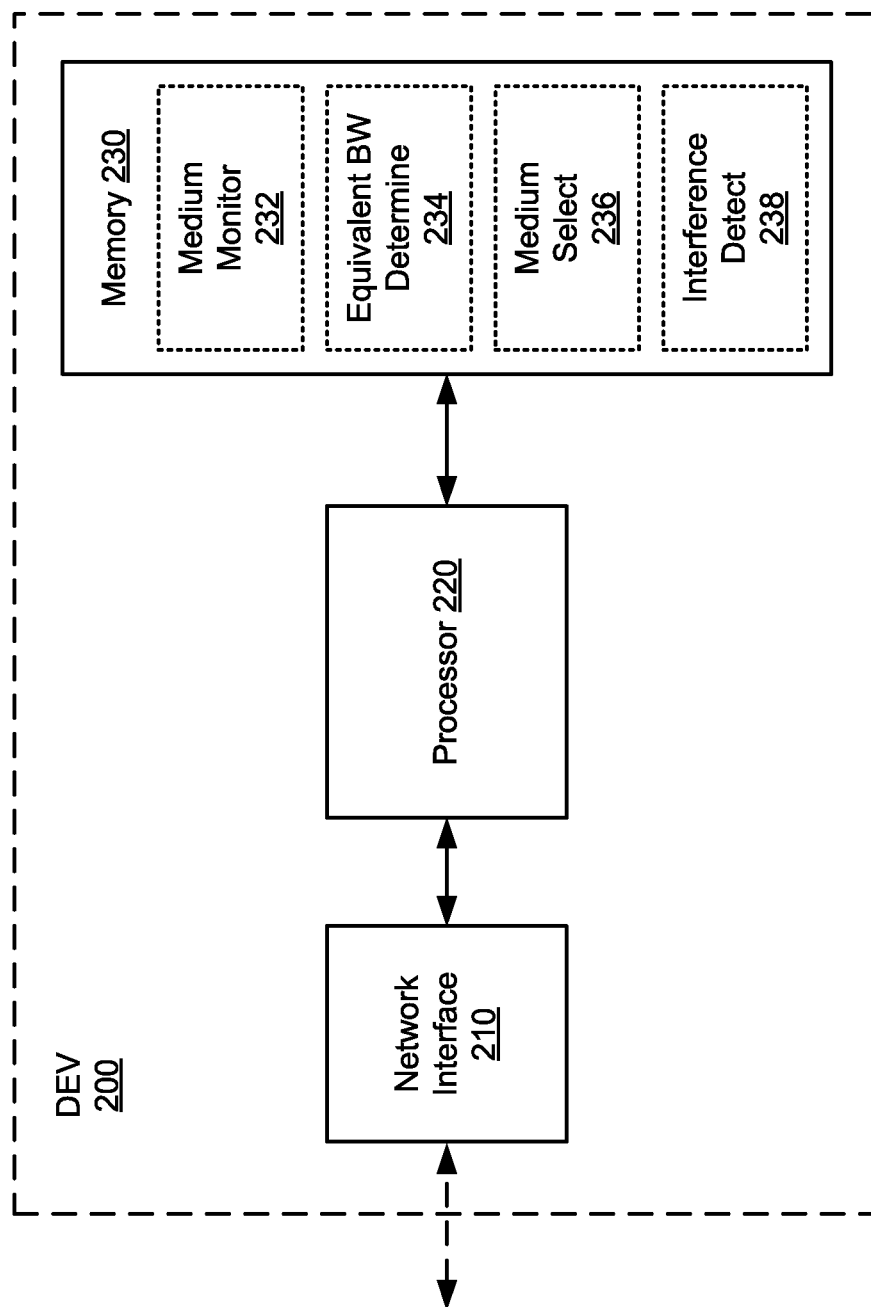 DEV
200
Network
Interface
210
Processor 220
Memory 230
Medium
Monitor
232
Equivalent BW
Determine
234
Medium
Select
236
Interference
Detect
238